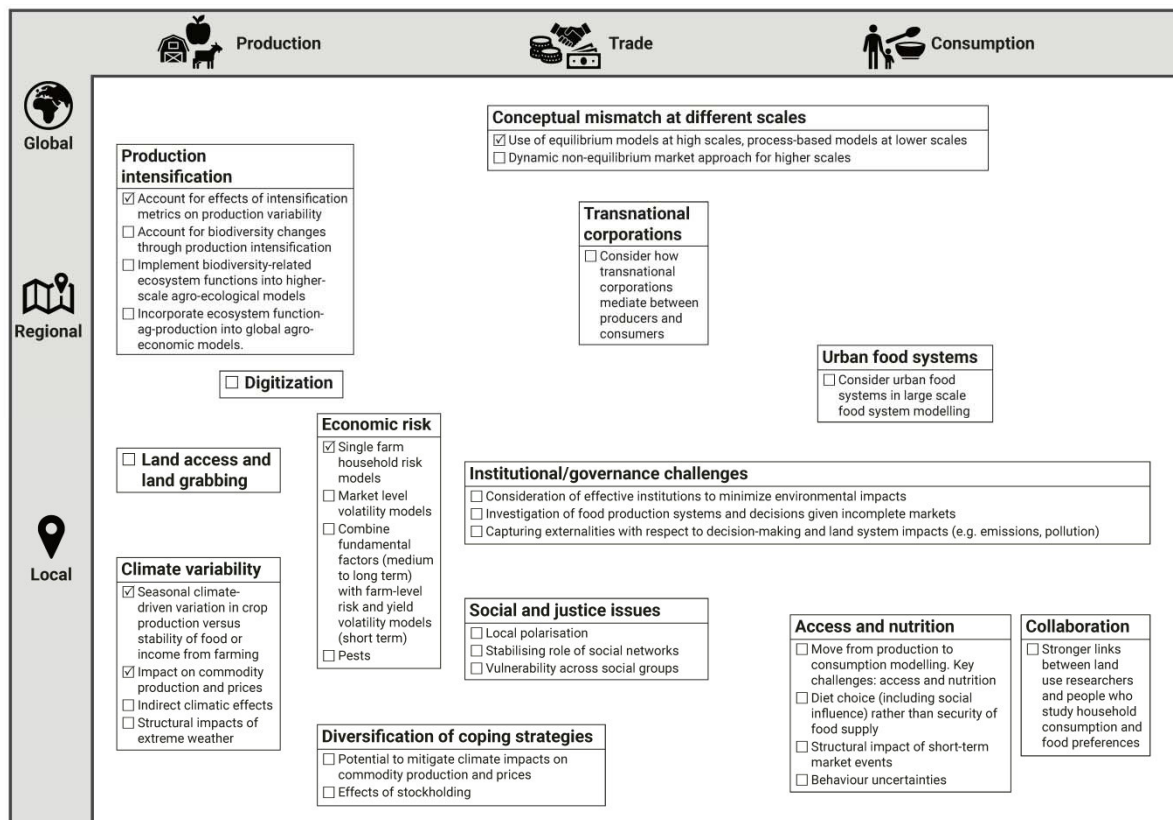 Production
Trade
Consumption
Global
Regional
Local
Conceptual mismatch at different scales
☑ Use of equilibrium models at high scales, process-based models at lower scales
☐ Dynamic non-equilibrium market approach for higher scales
Production
intensification
☑ Account for effects of intensification
metrics on production variability
☐ Account for biodiversity changes
through production intensification
☐ Implement biodiversity-related
ecosystem functions into higher-
scale agro-ecological models
☐ Incorporate ecosystem function-
ag-production into global agro-
economic models.
Transnational
corporations
☐ Consider how
transnational
corporations
mediate between
producers and
consumers
Urban food systems
☐ Consider urban food
systems in large scale
food system modelling
☐ Digitization
Economic risk
☑ Single farm
household risk
models
☐ Market level
volatility models
☐ Combine
fundamental
factors (medium
to long term)
with farm-level
risk and yield
volatility models
(short term)
☐ Pests
☐ Land access and
land grabbing
Institutional/governance challenges
☐ Consideration of effective institutions to minimize environmental impacts
☐ Investigation of food production systems and decisions given incomplete markets
☐ Capturing externalities with respect to decision-making and land system impacts (e.g. emissions, pollution)
Climate variability
☑ Seasonal climate-
driven variation in crop
production versus
stability of food or
income from farming
☑ Impact on commodity
production and prices
☐ Indirect climatic effects
☐ Structural impacts of
extreme weather
Social and justice issues
☐ Local polarisation
☐ Stabilising role of social networks
☐ Vulnerability across social groups
Access and nutrition
☐ Move from production
to consumption modelling. Key
challenges: access and nutrition
☐ Diet choice (including social
influence) rather than security of
food supply
☐ Structural impact of short-term
market events
☐ Behaviour uncertainties
Collaboration
☐ Stronger links
between land
use researchers
and people who
study household
consumption and
food preferences
Diversification of coping strategies
☐ Potential to mitigate climate impacts on
commodity production and prices
☐ Effects of stockholding